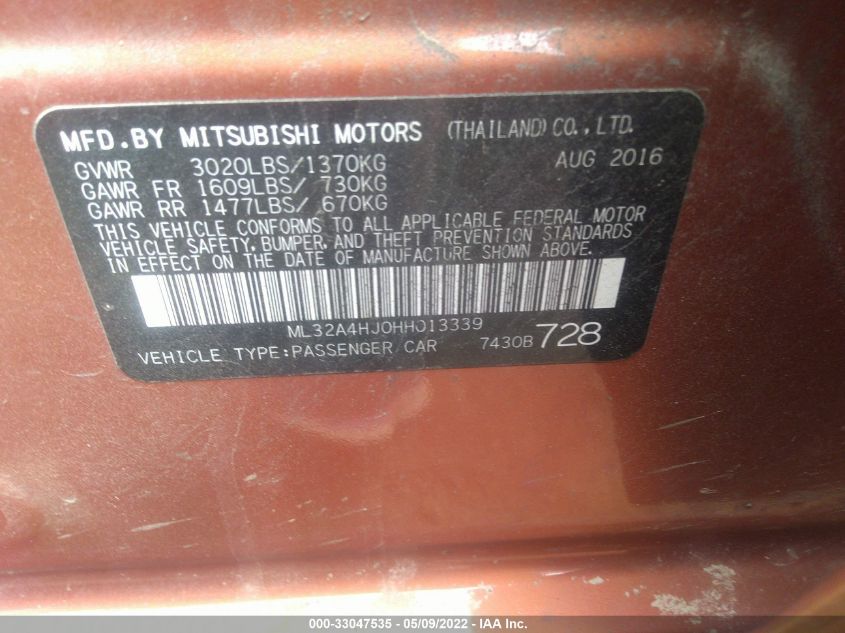 MFD.BY MITSUBISHI MOTORS (THAILAND) CO.,LTD.
GVWR 3020LBS/1370KG AUG 2016
GAWR FR 1609LBS/ 730KG
GAWR RR 1477LBS/ 670KG
THIS VEHICLE CONFORMS TO ALL APPLICABLE FEDERAL MOTOR
VEHICLE SAFETY, BUMPER, AND THEFT PREVENTION STANDARDS
IN EFFECT ON THE DATE OF MANUFACTURE SHOWN ABOVE.
ML32A4HJ0HH013339
VEHICLE TYPE:PASSENGER CAR 7430B 728
000-33047535 - 05/09/2022 - IAA Inc.